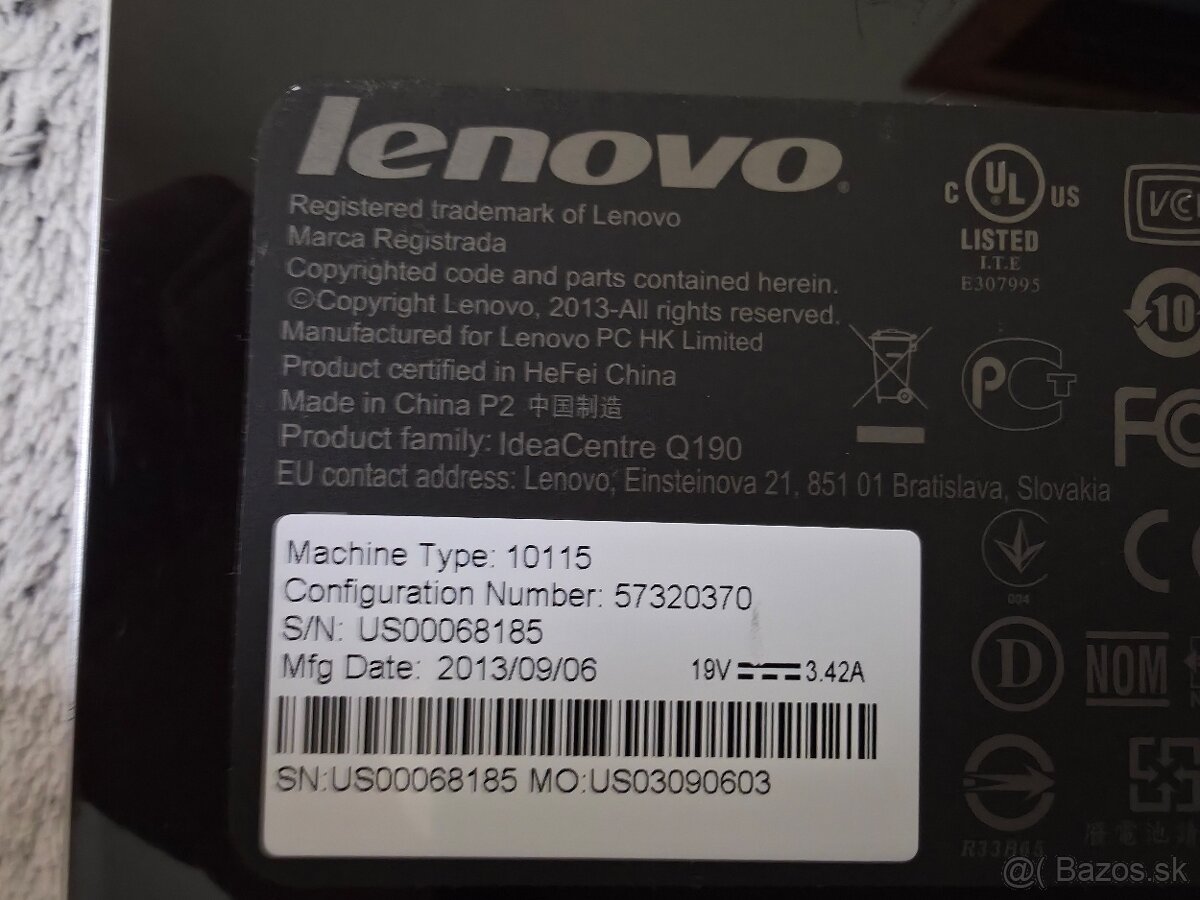 lenovo
Registered trademark of Lenovo
Marca Registrada
Copyrighted code and parts contained herein.
©Copyright Lenovo, 2013-All rights reserved.
Manufactured for Lenovo PC HK Limited
Product certified in HeFei China
Made in China P2 中国制造
Product family: IdeaCentre Q190
EU contact address: Lenovo, Einsteinova 21, 851 01 Bratislava, Slovakia
C UL US
LISTED
I.T.E
E307995
10
004
D
NOM
Machine Type: 10115
Configuration Number: 57320370
S/N: US00068185
Mfg Date: 2013/09/06 19V 3.42A
SN:US00068185 MO:US03090603
@( Bazos.sk